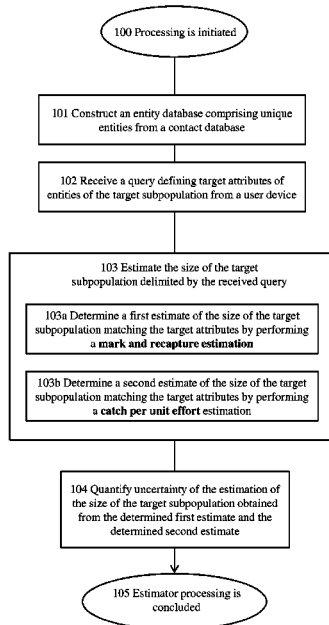 100 Processing is initiated
101 Construct an entity database comprising unique
entities from a contact database
102 Receive a query defining target attributes of
entities of the target subpopulation from a user device
103 Estimate the size of the target
subpopulation delimited by the received query
103a Determine a first estimate of the size of the target
subpopulation matching the target attributes by performing
a mark and recapture estimation
103b Determine a second estimate of the size of the target
subpopulation matching the target attributes by performing
a catch per unit effort estimation
104 Quantify uncertainty of the estimation of
the size of the target subpopulation obtained
from the determined first estimate and the
determined second estimate
105 Estimator processing is
concluded